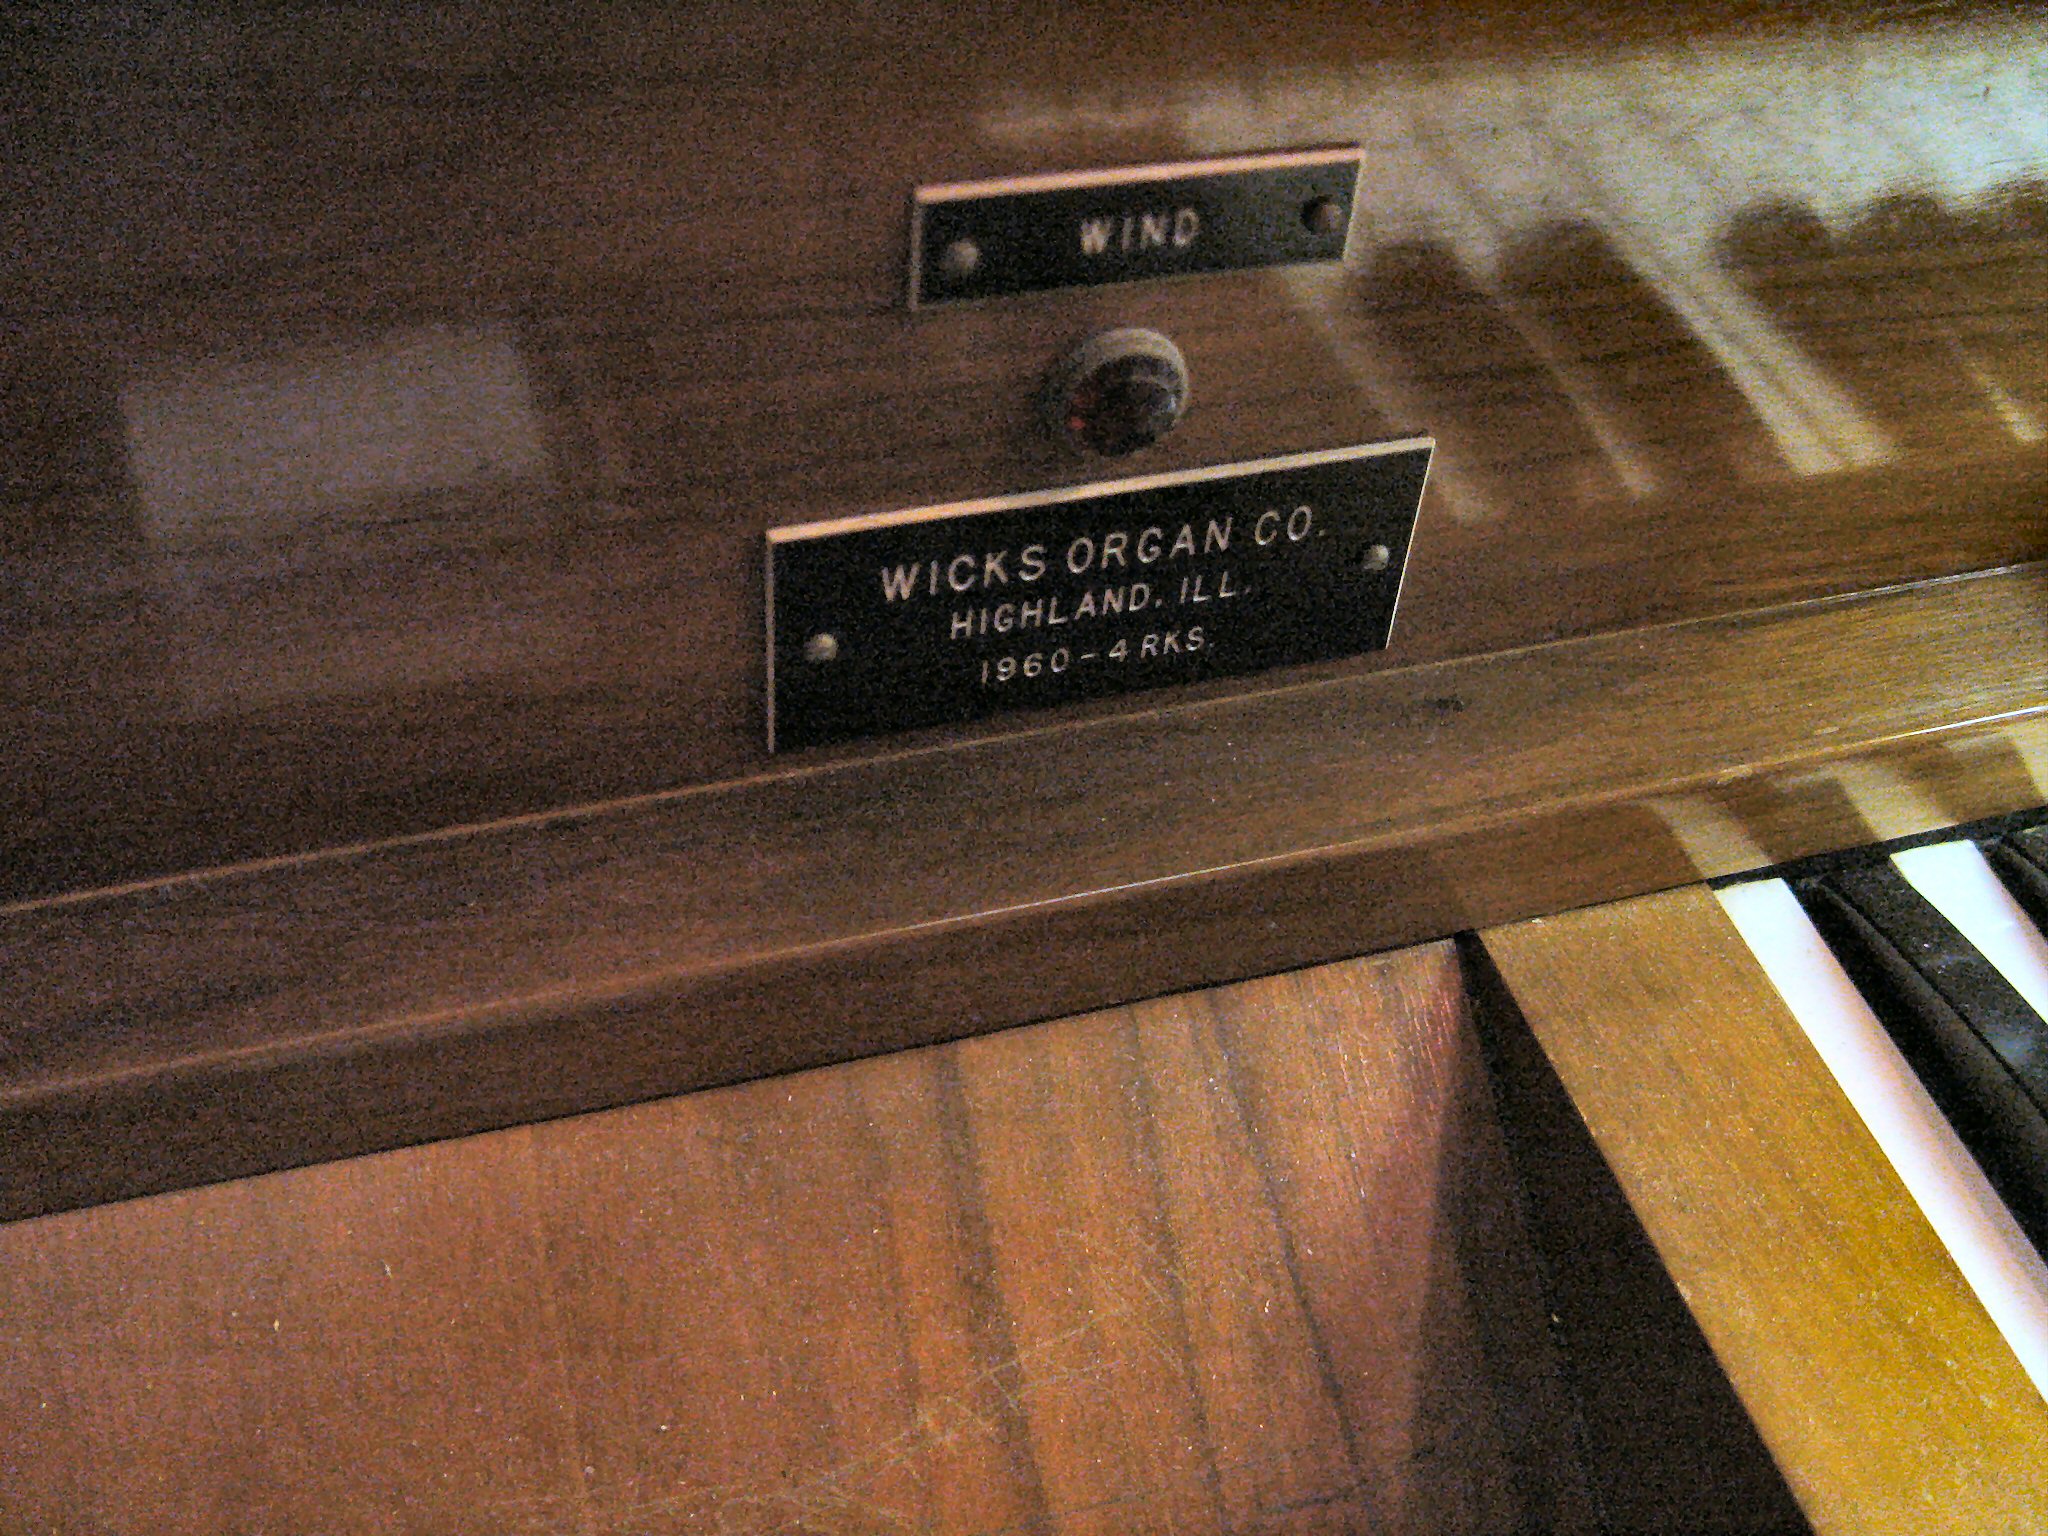 WIND
WICKS ORGAN CO.
HIGHLAND, ILL.
1960-4 RKS.